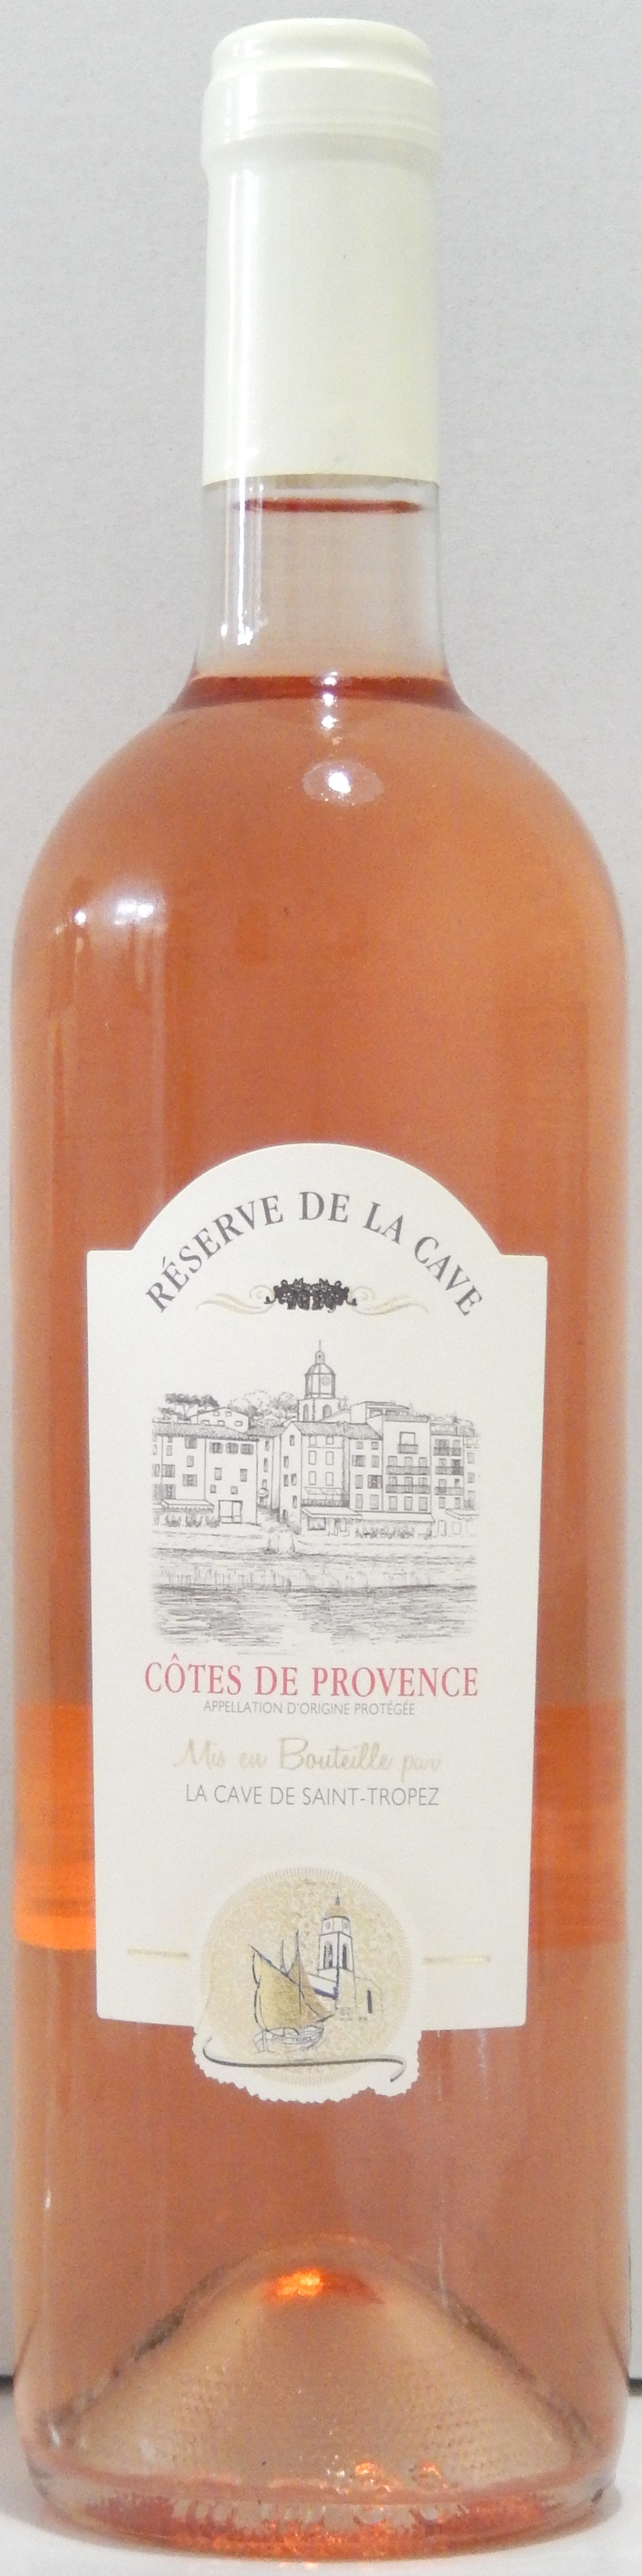 RÉSERVE DE LA CAVE
CÔTES DE PROVENCE
APPELLATION D'ORIGINE PROTÉGÉE
Mis en Bouteille par
LA CAVE DE SAINT-TROPEZ